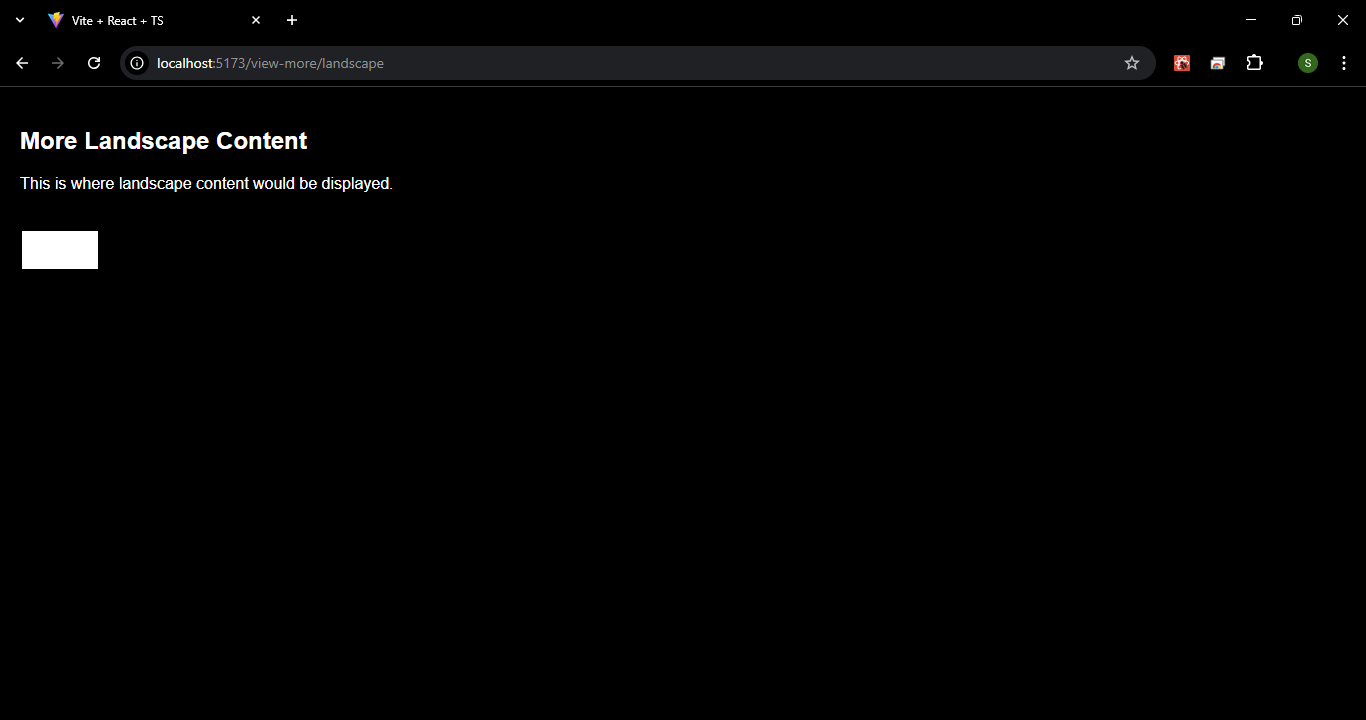 Vite + React + TS
localhost:5173/view-more/landscape
S
More Landscape Content
This is where landscape content would be displayed.